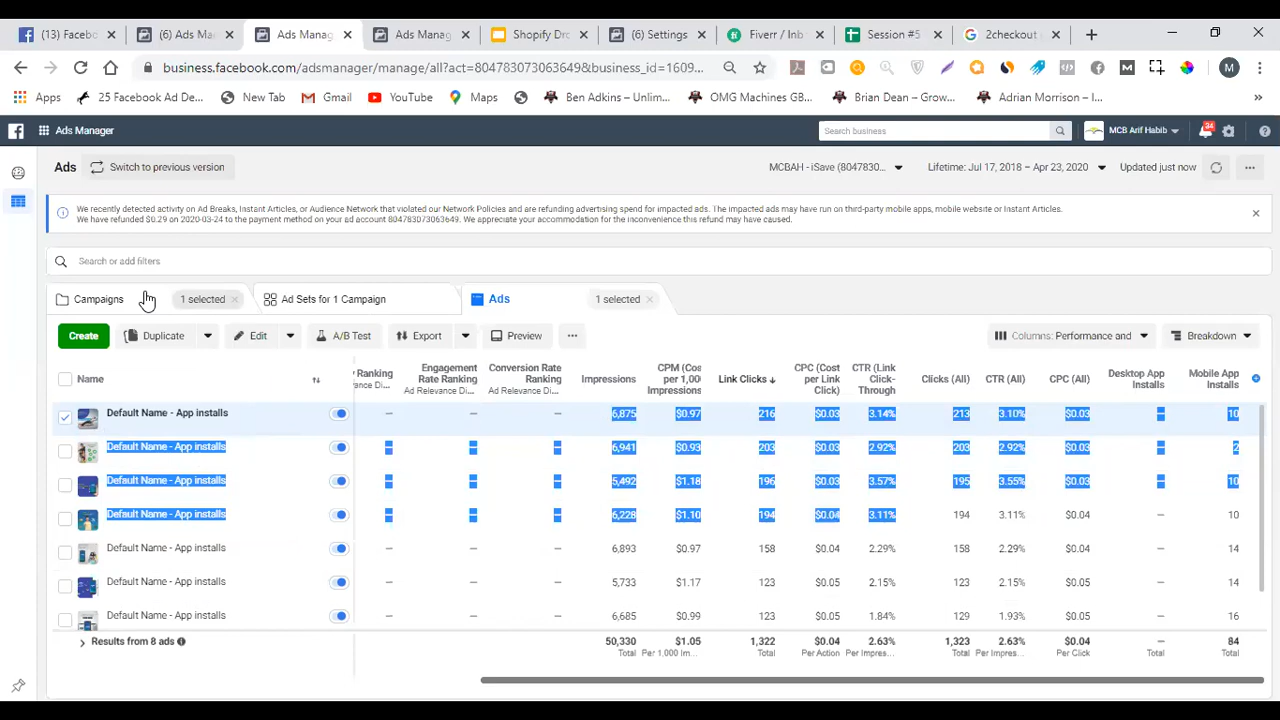 (13) Facebo
(6) Ads Ma
Ads Manag
Ads Manag
Shopify Dro
(6) Settings
Fiverr / Inb
Session #5
2checkout a
business.facebook.com/adsmanager/manage/all?act=804783073063649&business_id=1609...
M
Apps
25 Facebook Ad De...
New Tab
Gmail
YouTube
Maps
Ben Adkins – Unlim...
OMG Machines GB...
Brian Dean – Grow...
Adrian Morrison – I...
»
Ads Manager
Search business
MCB Arif Habib
34
Ads
Switch to previous version
MCBAH - iSave (8047830...
Lifetime: Jul 17, 2018 – Apr 23, 2020
Updated just now
We recently detected activity on Ad Breaks, Instant Articles, or Audience Network that violated our Network Policies and are refunding advertising spend for impacted ads. The impacted ads may have run on third-party mobile apps, mobile website or Instant Articles.
We have refunded $0.29 on 2020-03-24 to the payment method on your ad account 804783073063649. We appreciate your accommodation for the inconvenience this refund may have caused.
Search or add filters
Campaigns
1 selected
Ad Sets for 1 Campaign
Ads
1 selected
Create
Duplicate
Edit
A/B Test
Export
Preview
Columns: Performance and
Breakdown
Name
y Ranking
vance Di...
Engagement
Rate Ranking
Ad Relevance Di...
Conversion Rate
Ranking
Ad Relevance Di...
Impressions
CPM (Cos
per 1,000
Impressions
Link Clicks ↓
CPC (Cost
per Link
Click)
CTR (Link
Click-
Through
Clicks (All)
CTR (All)
CPC (All)
Desktop App
Installs
Mobile App
Installs
Default Name - App installs — — — 6,875 $0.97 216 $0.03 3.14% 213 3.10% $0.03 — 10
Default Name - App installs — — — 6,941 $0.93 203 $0.03 2.92% 203 2.92% $0.03 — 2
Default Name - App installs — — — 5,492 $1.18 196 $0.03 3.57% 195 3.55% $0.03 — 10
Default Name - App installs — — — 6,228 $1.10 194 $0.04 3.11% 194 3.11% $0.04 — 10
Default Name - App installs — — — 6,893 $0.97 158 $0.04 2.29% 158 2.29% $0.04 — 14
Default Name - App installs — — — 5,733 $1.17 123 $0.05 2.15% 123 2.15% $0.05 — 14
Default Name - App installs — — — 6,685 $0.99 123 $0.05 1.84% 129 1.93% $0.05 — 16
Results from 8 ads 50,330 $1.05 1,322 $0.04 2.63% 1,323 2.63% $0.04 — 84
Total Per 1,000 Im... Total Per Action Per Impres... Total Per Impres... Per Click Total Total